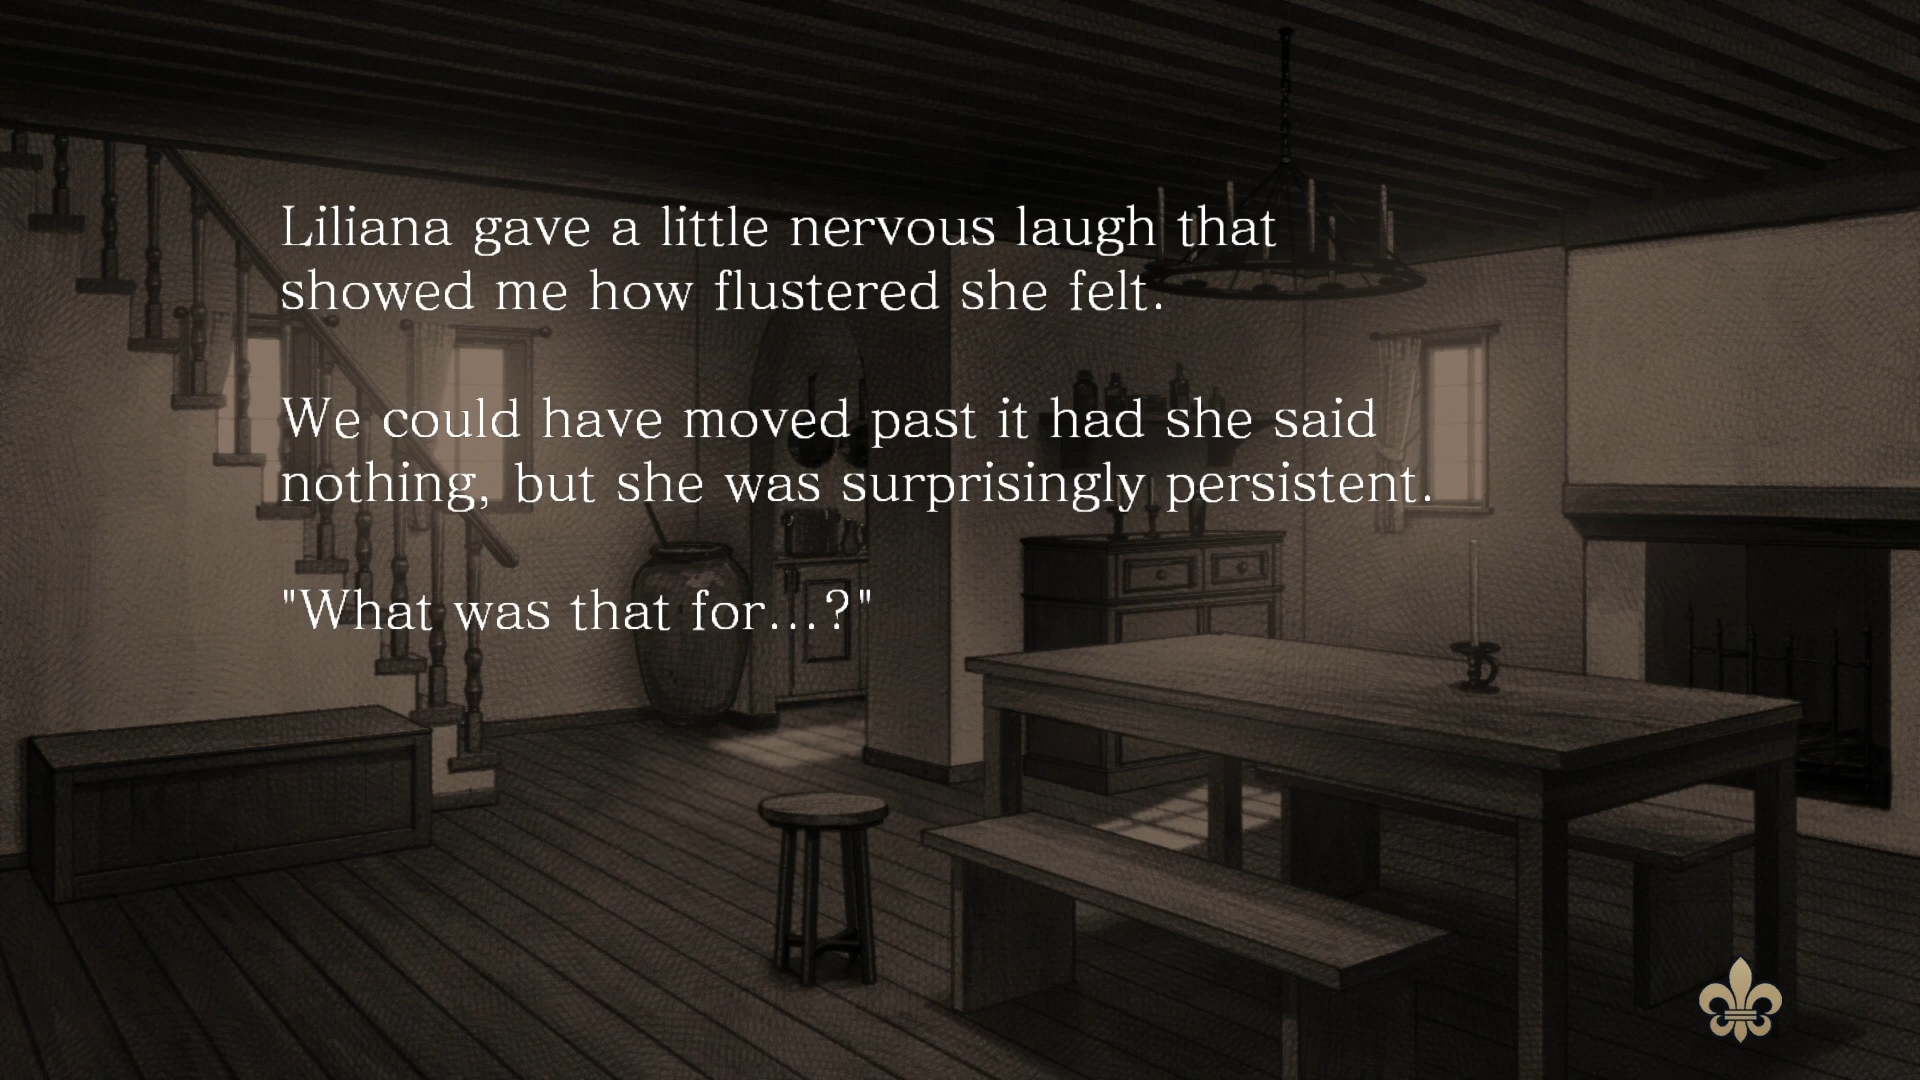 Liliana gave a little nervous laugh that
showed me how flustered she felt.
We could have moved past it had she said
nothing, but she was surprisingly persistent.
"What was that for...?"